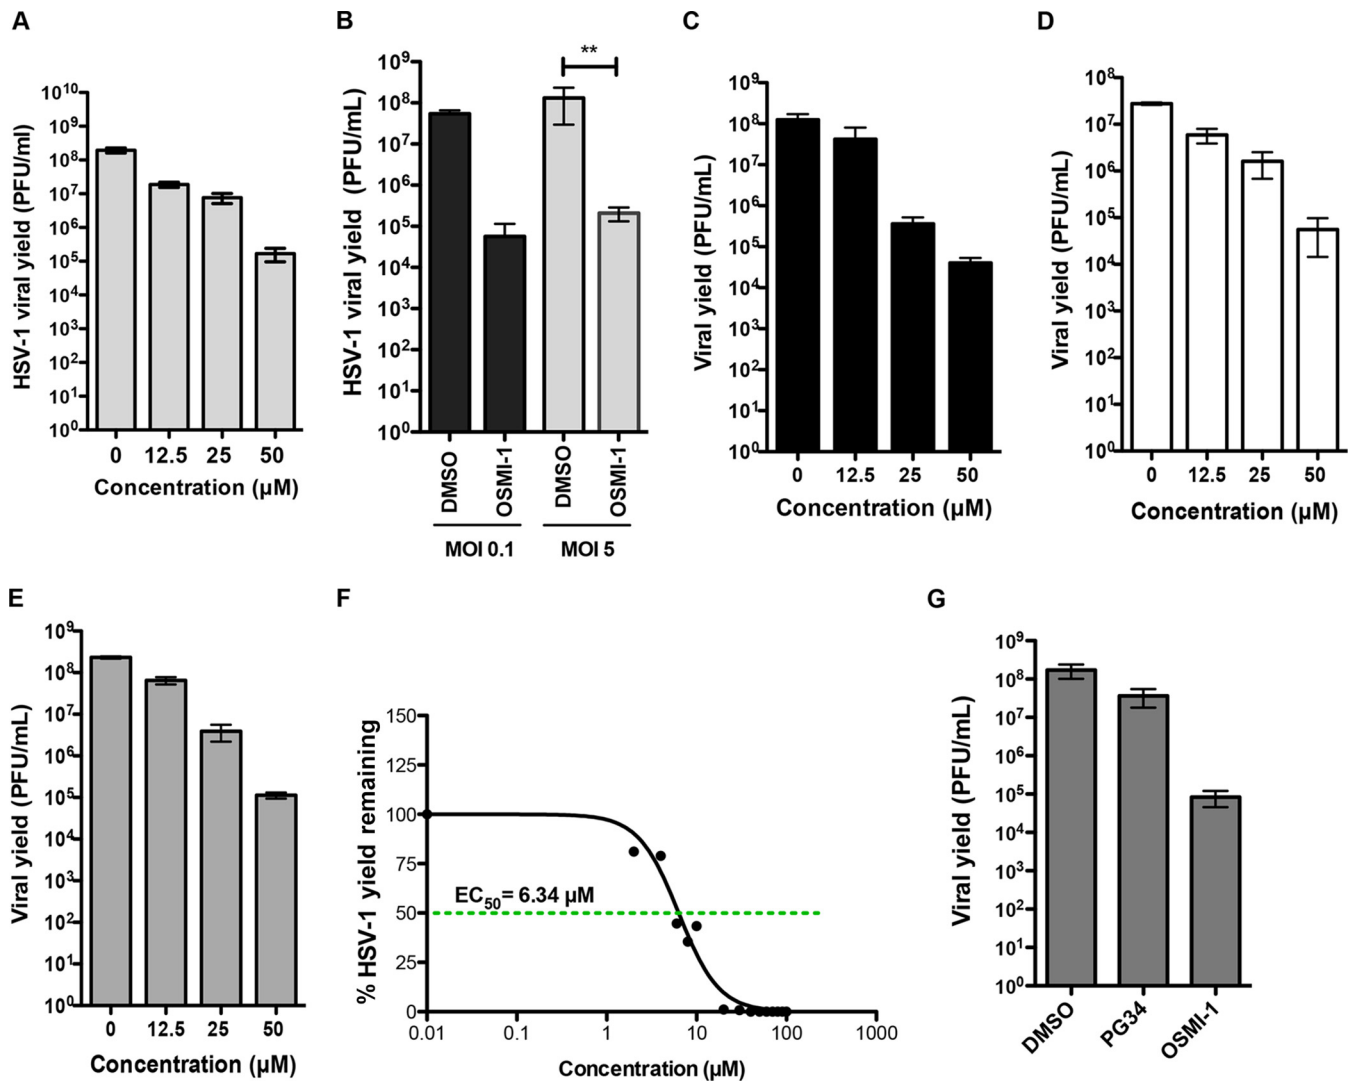 A
HSV-1 viral yield (PFU/ml)
10^10
10^9
10^8
10^7
10^6
10^5
10^4
10^3
10^2
10^1
10^0
0 12.5 25 50
Concentration (µM)
B
HSV-1 viral yield (PFU/mL)
10^9
10^8
10^7
10^6
10^5
10^4
10^3
10^2
10^1
10^0
**
DMSO
OSMI-1
DMSO
OSMI-1
MOI 0.1 MOI 5
C
Viral yield (PFU/mL)
10^9
10^8
10^7
10^6
10^5
10^4
10^3
10^2
10^1
10^0
0 12.5 25 50
Concentration (µM)
D
Viral yield (PFU/mL)
10^8
10^7
10^6
10^5
10^4
10^3
10^2
10^1
10^0
0 12.5 25 50
Concentration (µM)
E
Viral yield (PFU/mL)
10^9
10^8
10^7
10^6
10^5
10^4
10^3
10^2
10^1
10^0
0 12.5 25 50
Concentration (µM)
F
% HSV-1 yield remaining
150
125
100
75
50
25
0
EC50= 6.34 µM
0.01 0.1 1 10 100 1000
Concentration (µM)
G
Viral yield (PFU/mL)
10^9
10^8
10^7
10^6
10^5
10^4
10^3
10^2
10^1
10^0
DMSO
PG34
OSMI-1